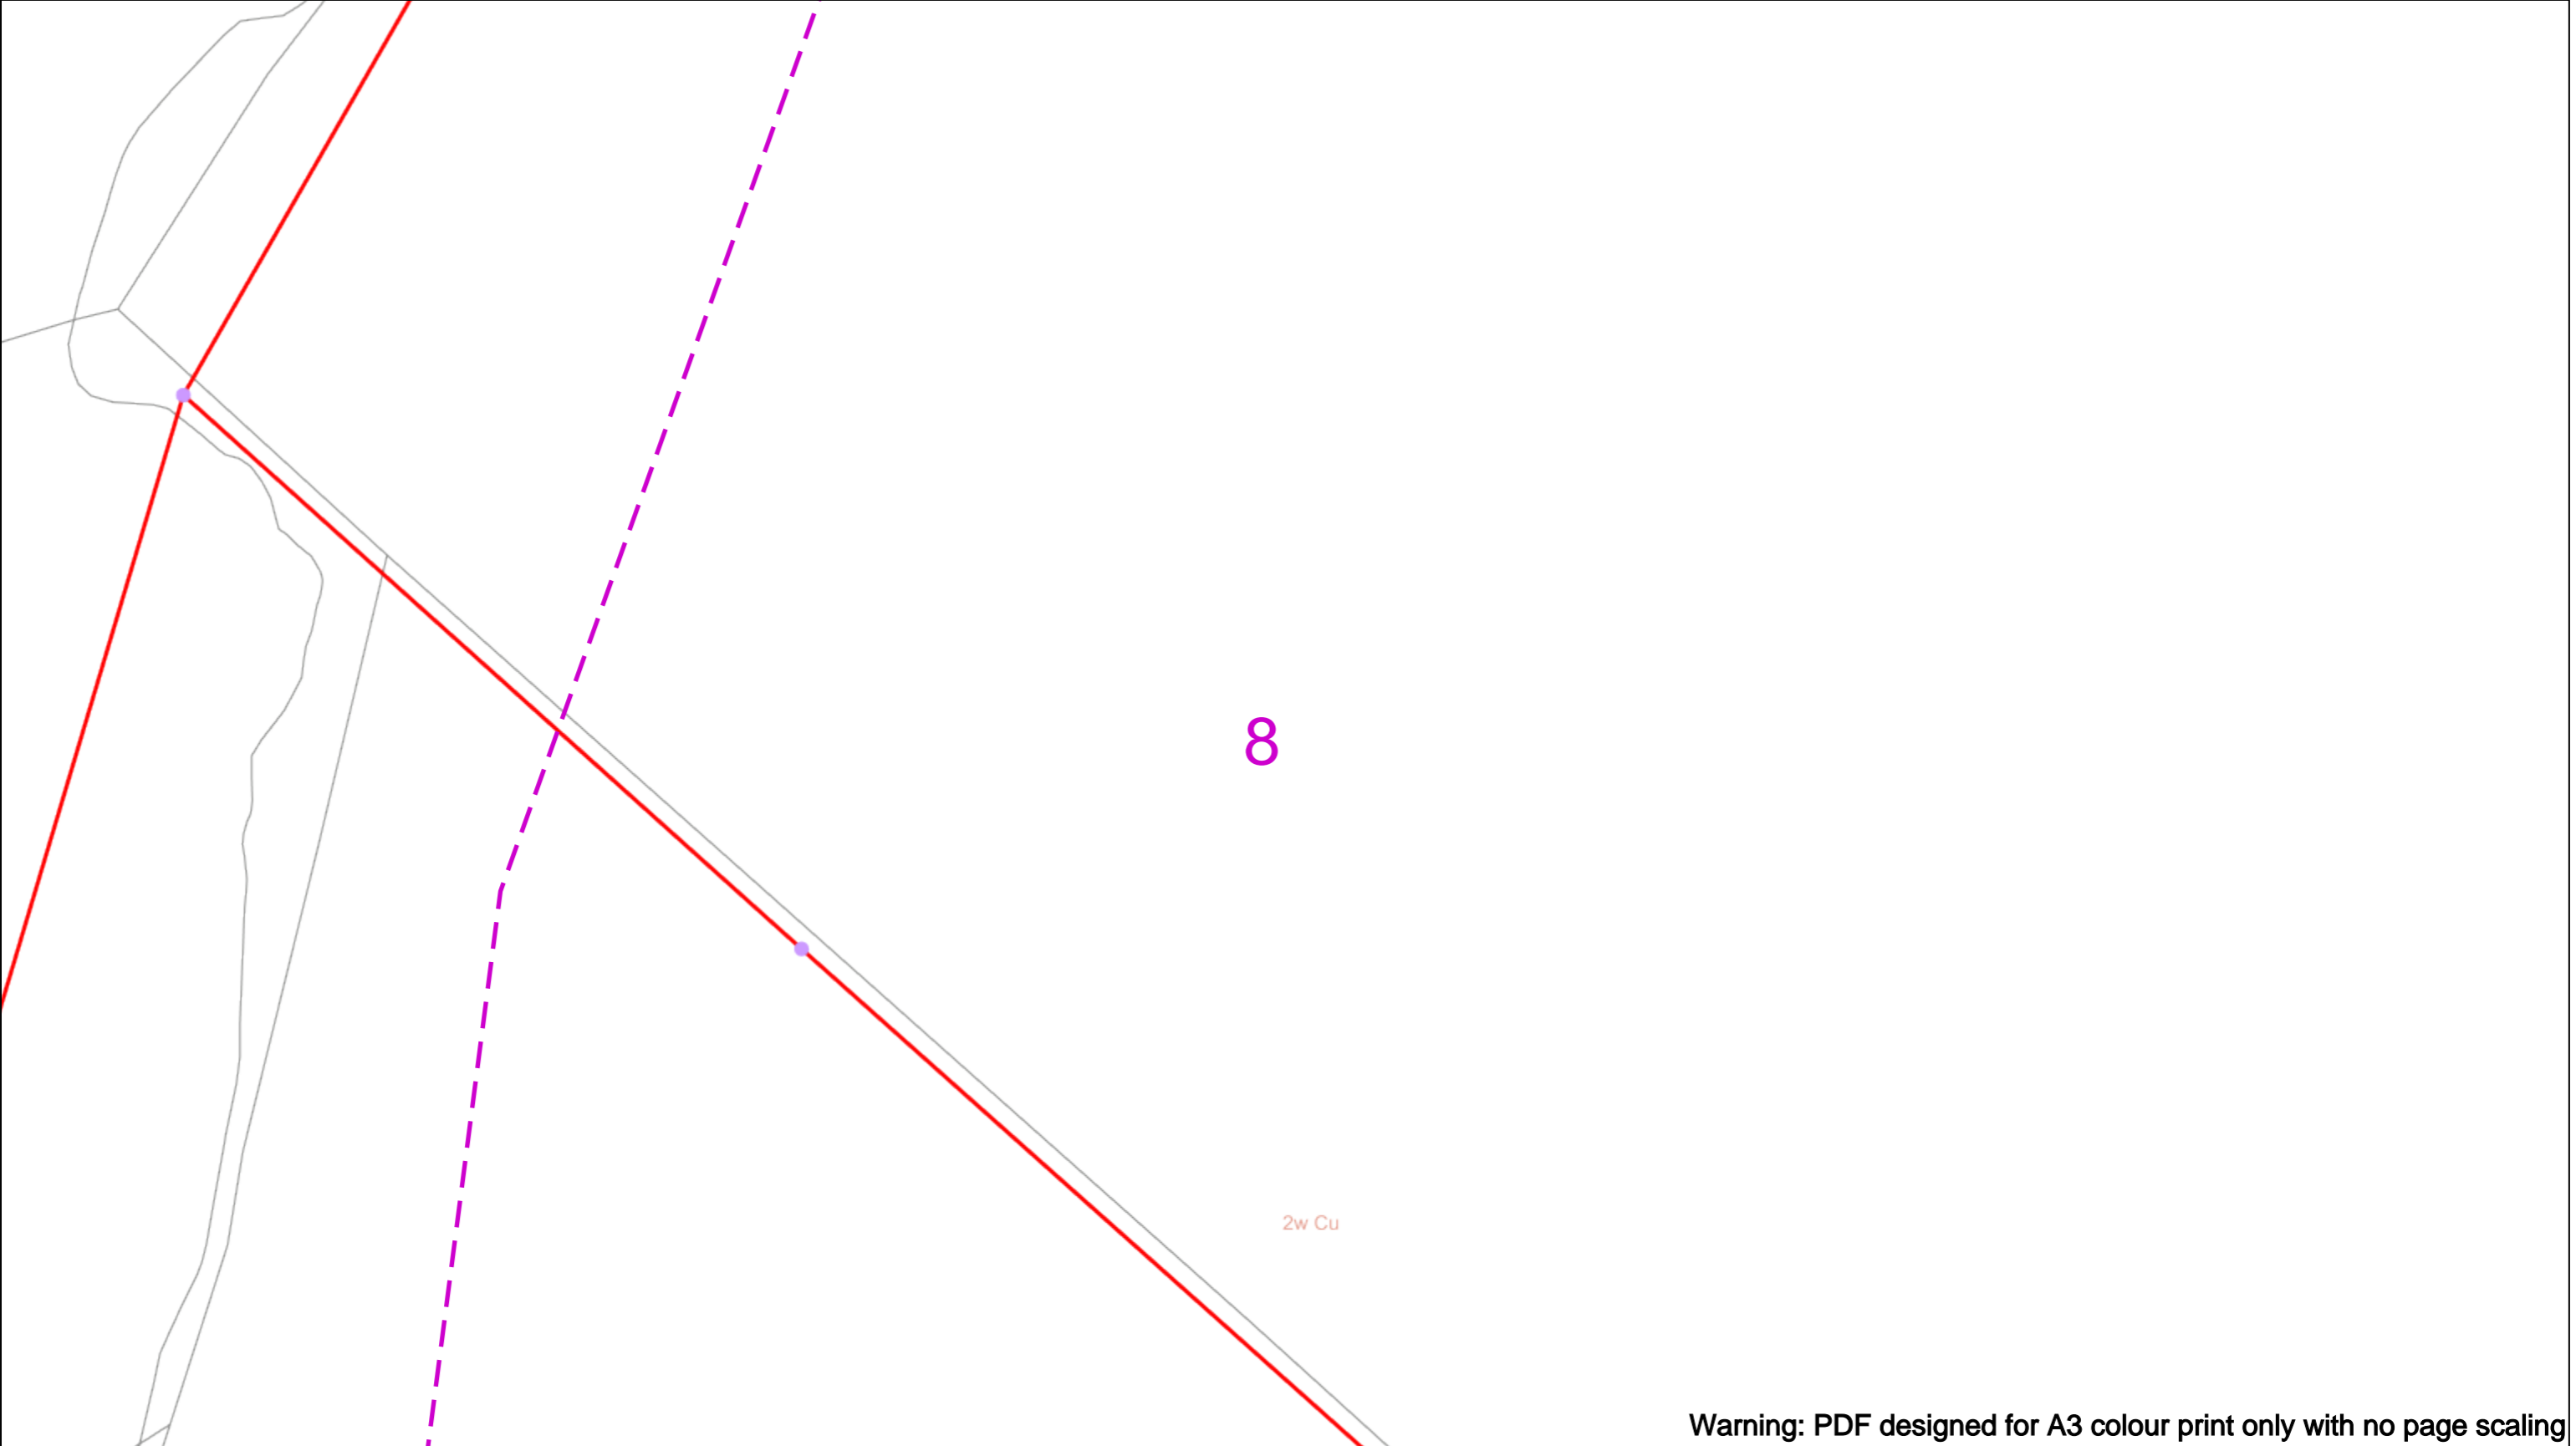 8
2w Cu
Warning: PDF designed for A3 colour print only with no page scaling